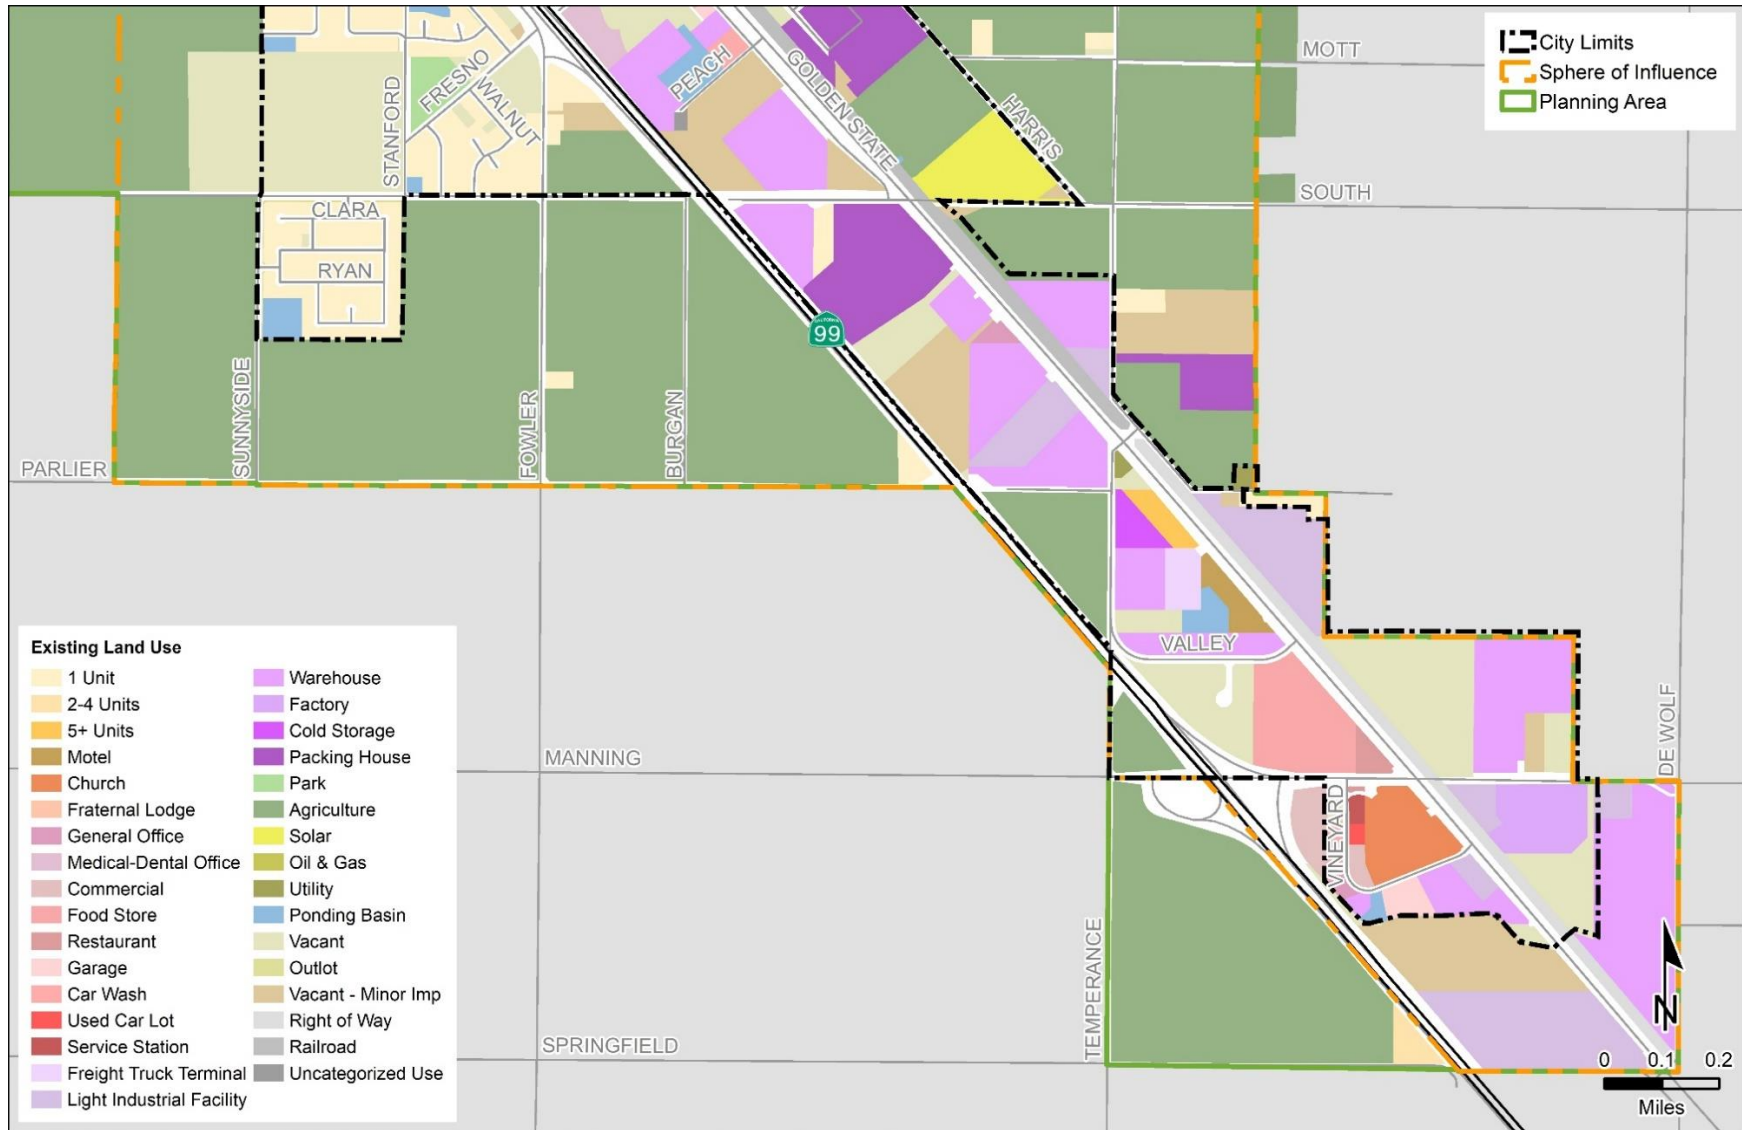 City Limits
Sphere of Influence
Planning Area
MOTT
SOUTH
PEACH
GOLDEN STATE
HARRIS
STANFORD
FRESNO
WALNUT
CLARA
RYAN
99
SUNNYSIDE
FOWLER
BURGAN
PARLIER
VALLEY
MANNING
DE WOLF
VINEYARD
TEMPERANCE
SPRINGFIELD
Existing Land Use
1 Unit
2-4 Units
5+ Units
Motel
Church
Fraternal Lodge
General Office
Medical-Dental Office
Commercial
Food Store
Restaurant
Garage
Car Wash
Used Car Lot
Service Station
Freight Truck Terminal
Light Industrial Facility
Warehouse
Factory
Cold Storage
Packing House
Park
Agriculture
Solar
Oil & Gas
Utility
Ponding Basin
Vacant
Outlot
Vacant - Minor Imp
Right of Way
Railroad
Uncategorized Use
N
0 0.1 0.2
Miles